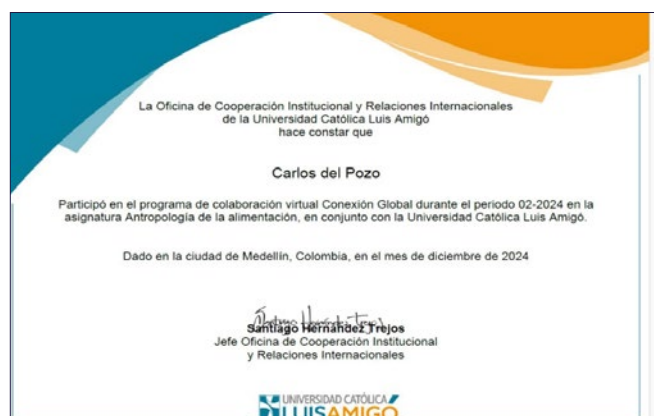 La Oficina de Cooperación Institucional y Relaciones Internacionales
de la Universidad Católica Luis Amigó
hace constar que
Carlos del Pozo
Participó en el programa de colaboración virtual Conexión Global durante el periodo 02-2024 en la
asignatura Antropología de la alimentación, en conjunto con la Universidad Católica Luis Amigó.
Dado en la ciudad de Medellín, Colombia, en el mes de diciembre de 2024
Santiago Hernández Trejos
Jefe Oficina de Cooperación Institucional
y Relaciones Internacionales
UNIVERSIDAD CATÓLICA
LUIS AMIGÓ